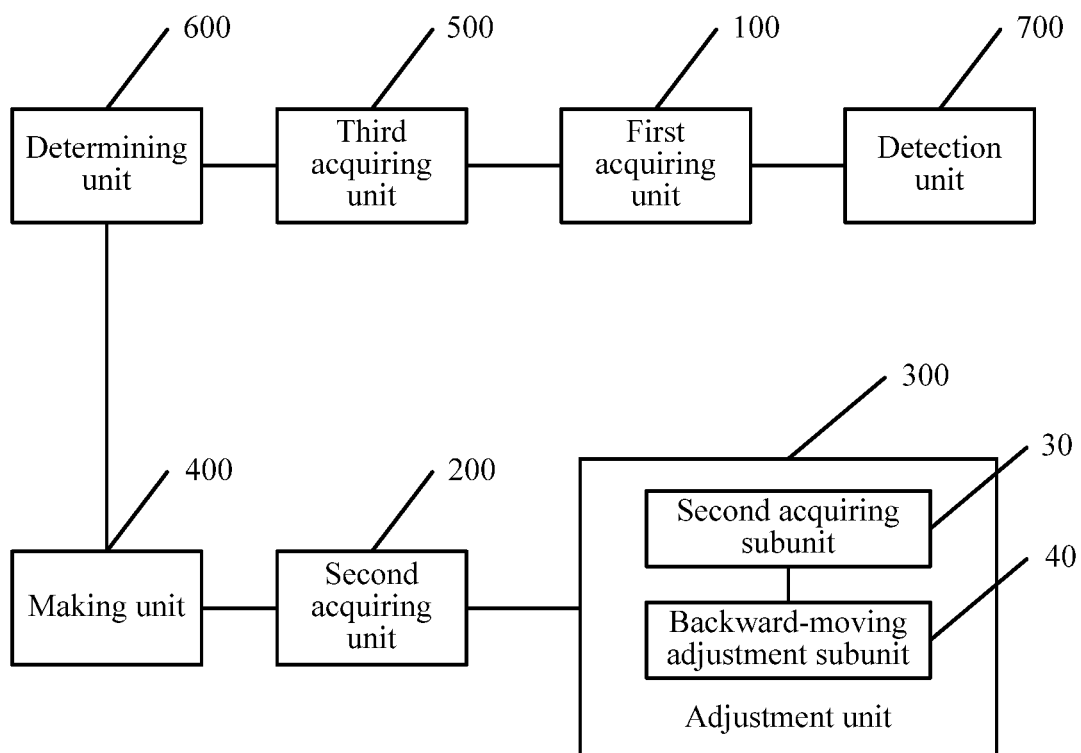 600
500
100
700
Determining
unit
Third
acquiring
unit
First
acquiring
unit
Detection
unit
300
400
200
30
Second acquiring
subunit
40
Making unit
Second
acquiring
unit
Backward-moving
adjustment subunit
Adjustment unit